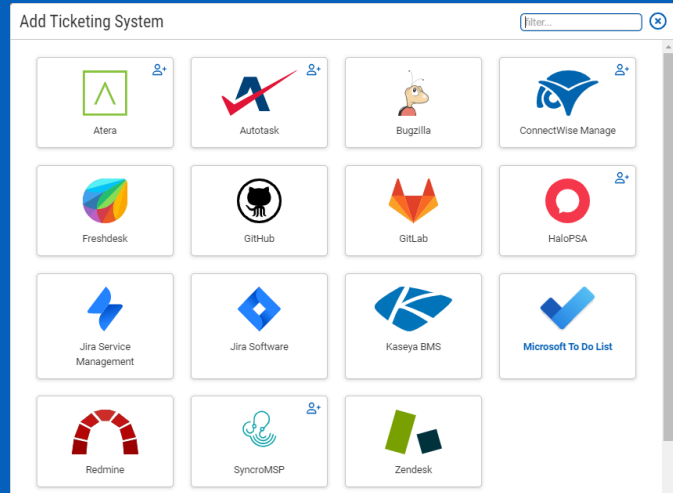 Add Ticketing System
filter...
Atera
Autotask
Bugzilla
ConnectWise Manage
Freshdesk
GitHub
GitLab
HaloPSA
Jira Service
Management
Jira Software
Kaseya BMS
Microsoft To Do List
Redmine
SyncroMSP
Zendesk